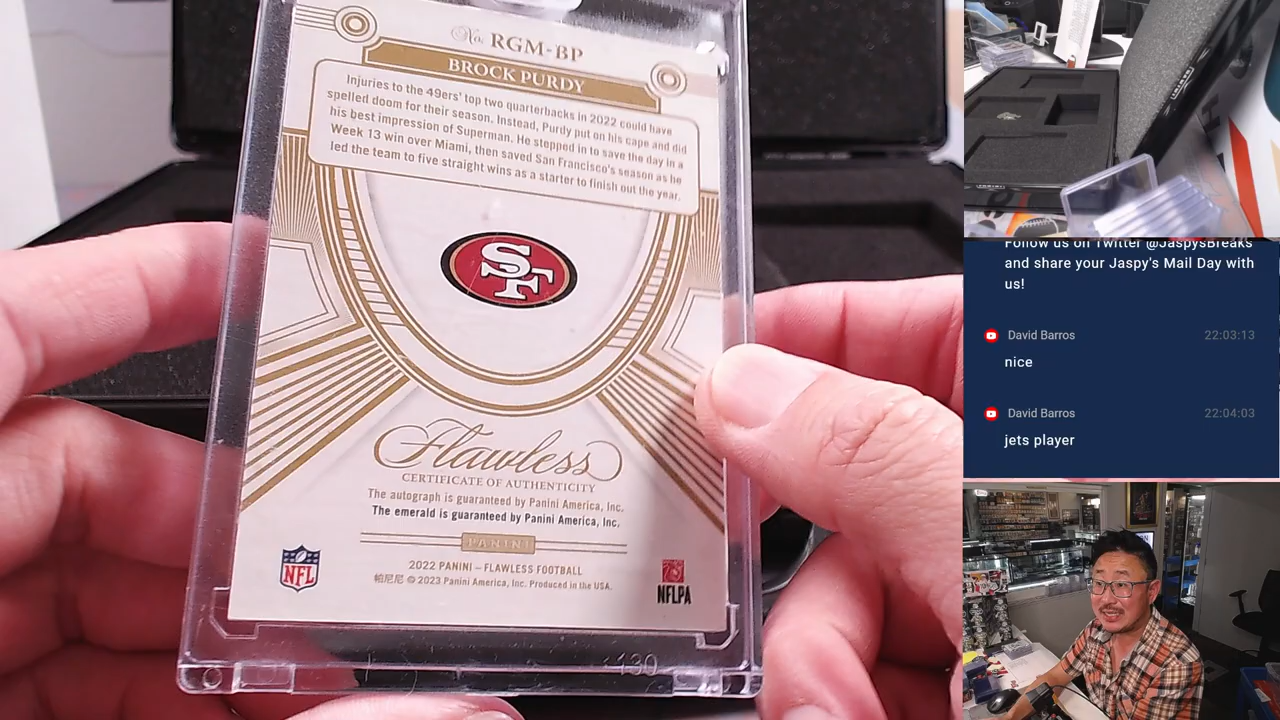 No. RGM-BP
BROCK PURDY
Injuries to the 49ers' top two quarterbacks in 2022 could have
spelled doom for their season. Instead, Purdy put on his cape and did
his best impression of Superman. He stepped in to save the day in a
Week 13 win over Miami, then saved San Francisco's season as he
led the team to five straight wins as a starter to finish out the year.
SF
Flawless
CERTIFICATE OF AUTHENTICITY
The autograph is guaranteed by Panini America, Inc.
The emerald is guaranteed by Panini America, Inc.
PANINI
2022 PANINI – FLAWLESS FOOTBALL
帕尼尼 © 2023 Panini America, Inc. Produced in the USA.
NFL
NFLPA
130
Follow us on Twitter @JaspysBreaks
and share your Jaspy's Mail Day with
us!
David Barros 22:03:13
nice
David Barros 22:04:03
jets player